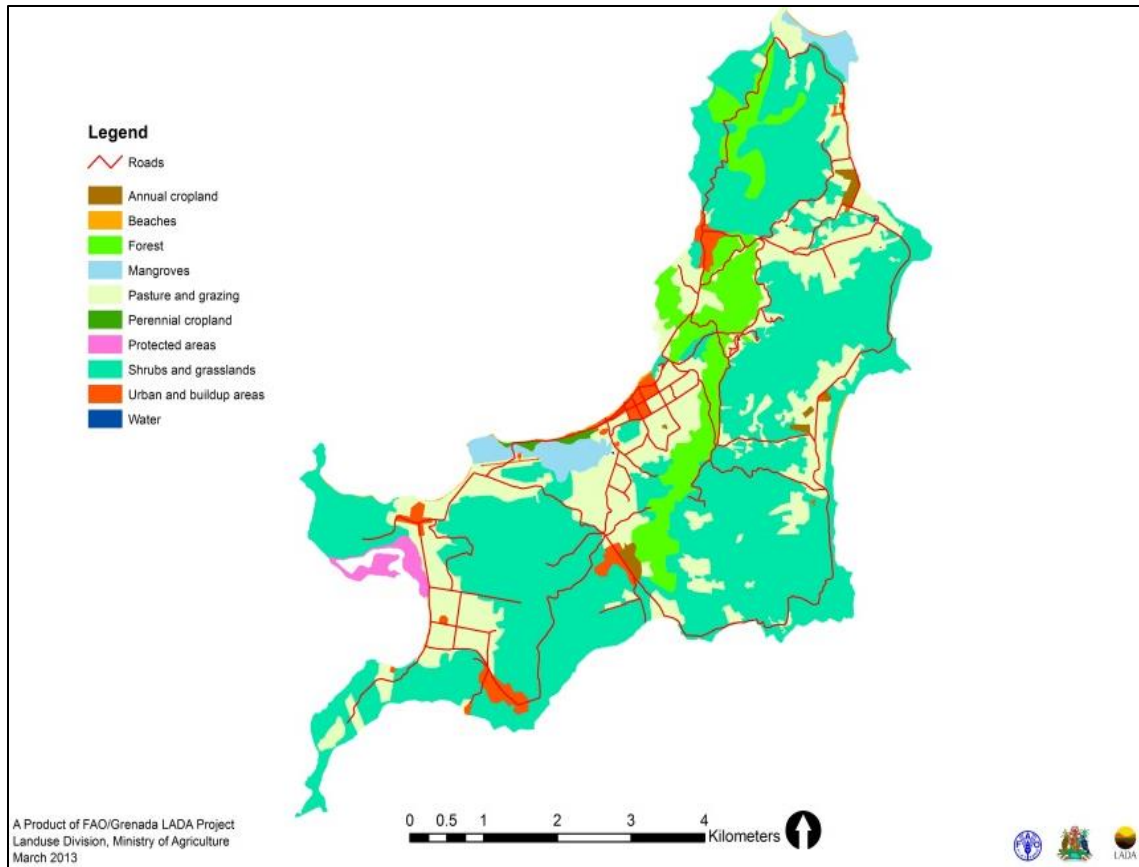 Legend
Roads
Annual cropland
Beaches
Forest
Mangroves
Pasture and grazing
Perennial cropland
Protected areas
Shrubs and grasslands
Urban and buildup areas
Water
0 0.5 1 2 3 4
Kilometers
A Product of FAO/Grenada LADA Project
Landuse Division, Ministry of Agriculture
March 2013
LADA